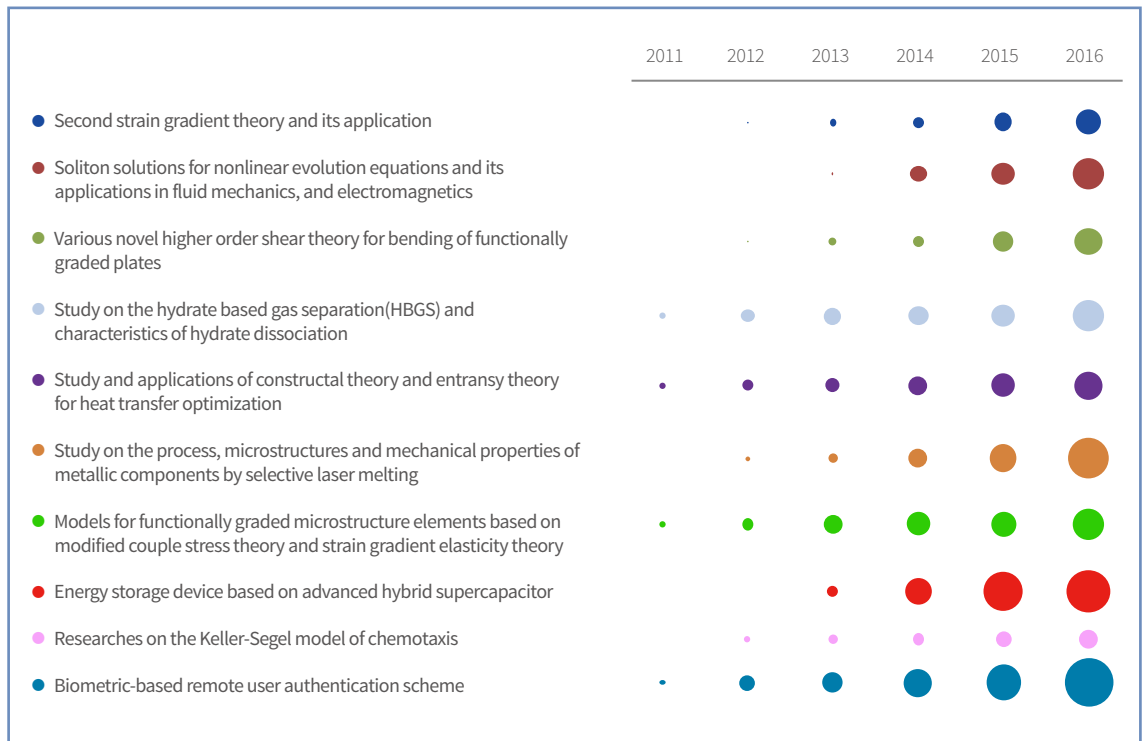 2011 2012 2013 2014 2015 2016
Second strain gradient theory and its application
Soliton solutions for nonlinear evolution equations and its
applications in fluid mechanics, and electromagnetics
Various novel higher order shear theory for bending of functionally
graded plates
Study on the hydrate based gas separation(HBGS) and
characteristics of hydrate dissociation
Study and applications of constructal theory and entransy theory
for heat transfer optimization
Study on the process, microstructures and mechanical properties of
metallic components by selective laser melting
Models for functionally graded microstructure elements based on
modified couple stress theory and strain gradient elasticity theory
Energy storage device based on advanced hybrid supercapacitor
Researches on the Keller-Segel model of chemotaxis
Biometric-based remote user authentication scheme